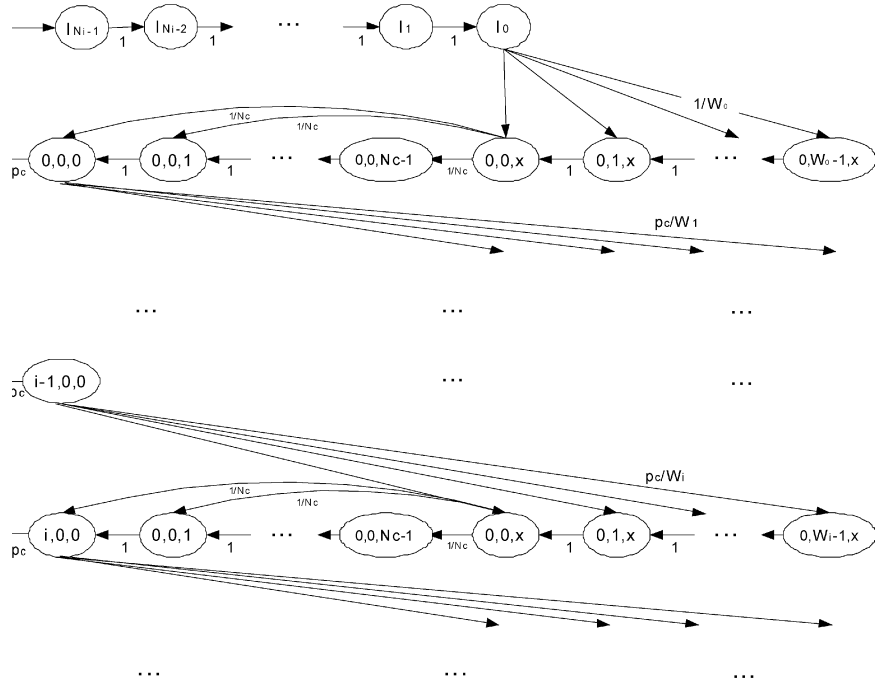 I Ni-1 1 I Ni-2 1 ... 1 I 1 1 I 0
1/W 0
1/Nc
1/Nc
0,0,0 1 0,0,1 1 ... 0,0,Nc-1 1/Nc 0,0,x 1 0,1,x 1 ... 0,W0-1,x
pc
pc/W1
... ... ...
i-1,0,0 ... ...
pc
pc/Wi
1/Nc
1/Nc
i,0,0 1 0,0,1 1 ... 0,0,Nc-1 1/Nc 0,0,x 1 0,1,x 1 ... 0,Wi-1,x
pc
... ... ...